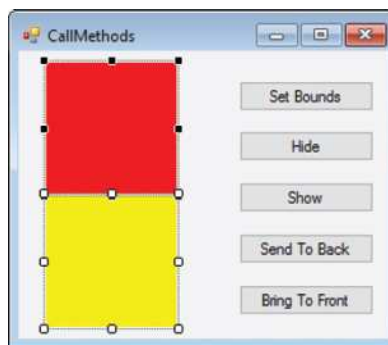 CallMethods
Set Bounds
Hide
Show
Send To Back
Bring To Front